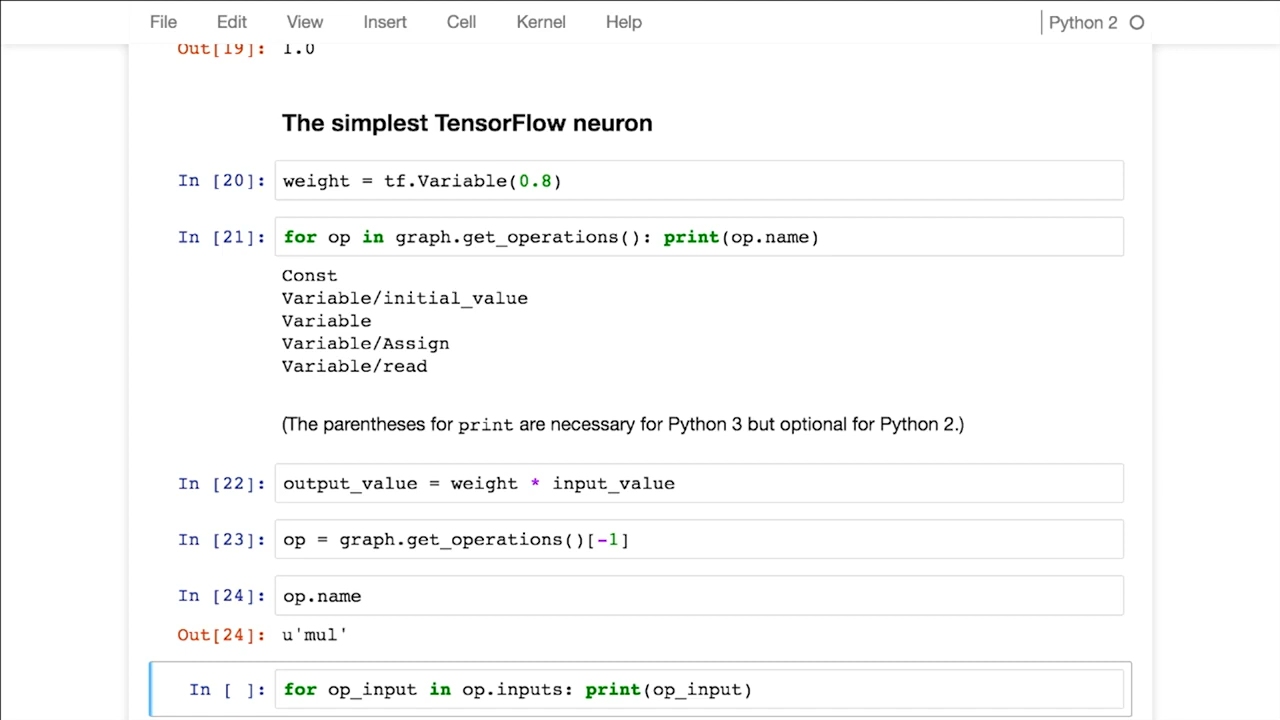 File Edit View Insert Cell Kernel Help Python 2
Out[19]: 1.0
The simplest TensorFlow neuron
In [20]: weight = tf.Variable(0.8)
In [21]: for op in graph.get_operations(): print(op.name)
Const
Variable/initial_value
Variable
Variable/Assign
Variable/read
(The parentheses for print are necessary for Python 3 but optional for Python 2.)
In [22]: output_value = weight * input_value
In [23]: op = graph.get_operations()[-1]
In [24]: op.name
Out[24]: u'mul'
In [ ]: for op_input in op.inputs: print(op_input)